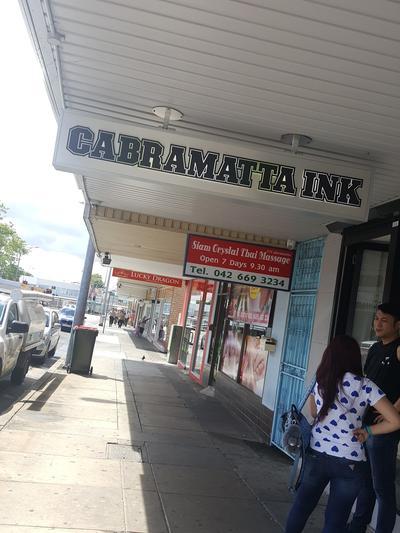 CABRAMATTA INK
Siam Crystal Thai Massage
Open 7 Days 9.30 am
Tel. 042 669 3234
LUCKY DRAGON